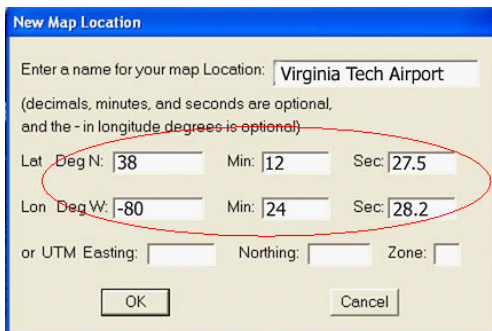 New Map Location
Enter a name for your map Location: Virginia Tech Airport
(decimals, minutes, and seconds are optional,
and the - in longitude degrees is optional)
Lat Deg N: 38 Min: 12 Sec: 27.5
Lon Deg W: -80 Min: 24 Sec: 28.2
or UTM Easting: Northing: Zone:
OK Cancel